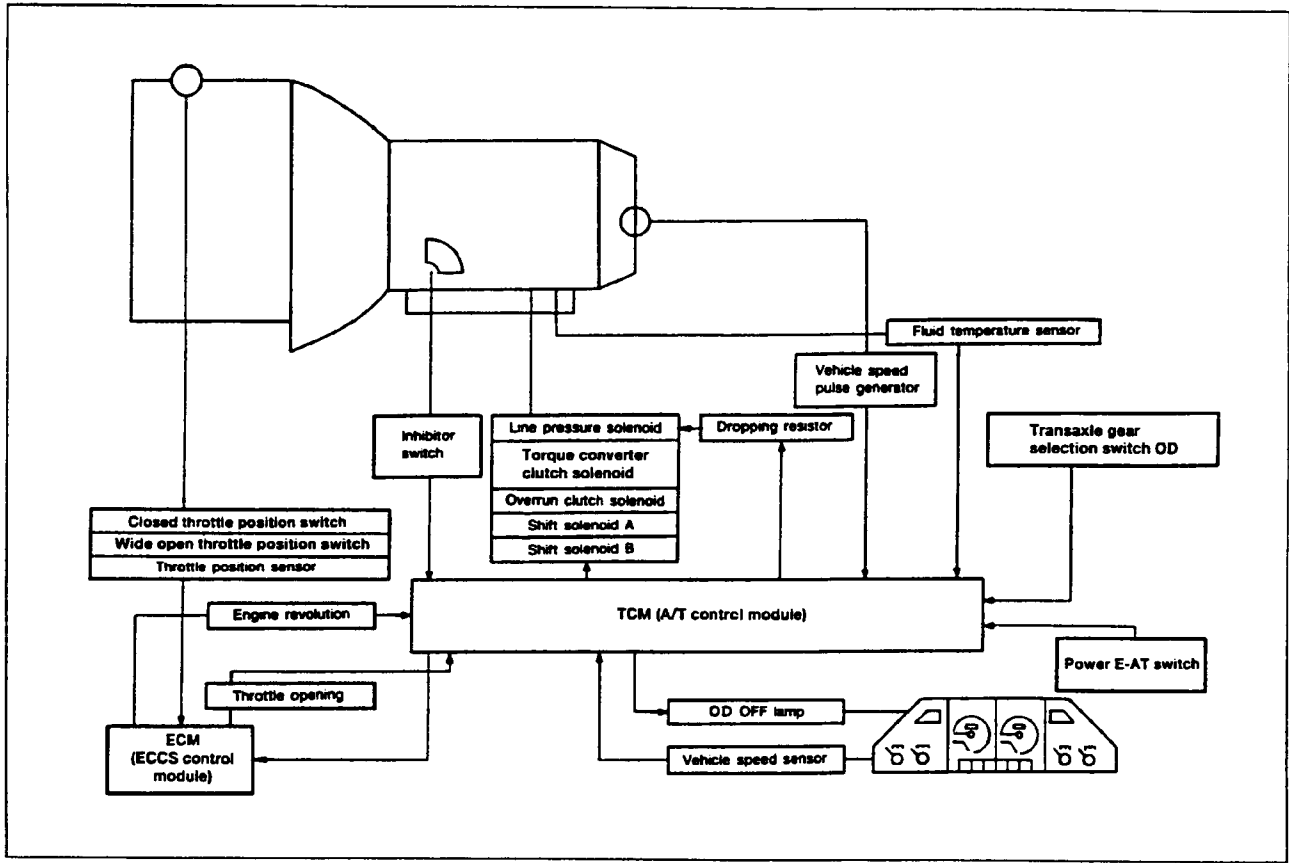 Fluid temperature sensor
Vehicle speed
pulse generator
Inhibitor
switch
Line pressure solenoid
Dropping resistor
Torque converter
clutch solenoid
Overrun clutch solenoid
Shift solenoid A
Shift solenoid B
Transaxle gear
selection switch OD
Closed throttle position switch
Wide open throttle position switch
Throttle position sensor
Engine revolution
TCM (A/T control module)
Power E-AT switch
Throttle opening
OD OFF lamp
ECM
(ECCS control
module)
Vehicle speed sensor